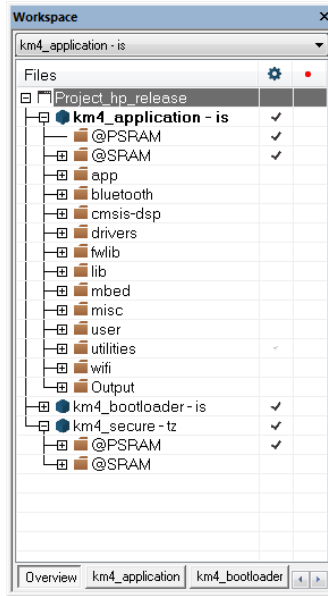 Workspace
km4_application - is
Files
Project_hp_release
km4_application - is
@PSRAM
@SRAM
app
bluetooth
cmsis-dsp
drivers
fwlib
lib
mbed
misc
user
utilities
wifi
Output
km4_bootloader - is
km4_secure - tz
@PSRAM
@SRAM
Overview km4_application km4_bootloader